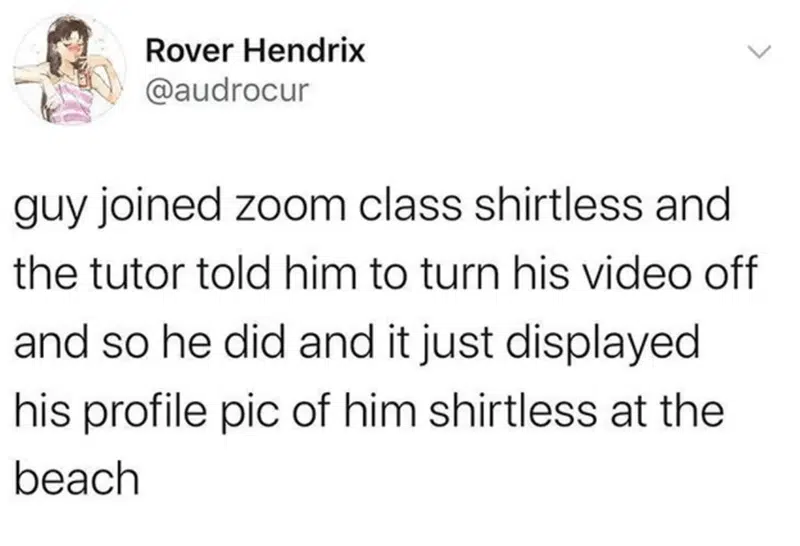 Rover Hendrix
@audrocur
guy joined zoom class shirtless and
the tutor told him to turn his video off
and so he did and it just displayed
his profile pic of him shirtless at the
beach